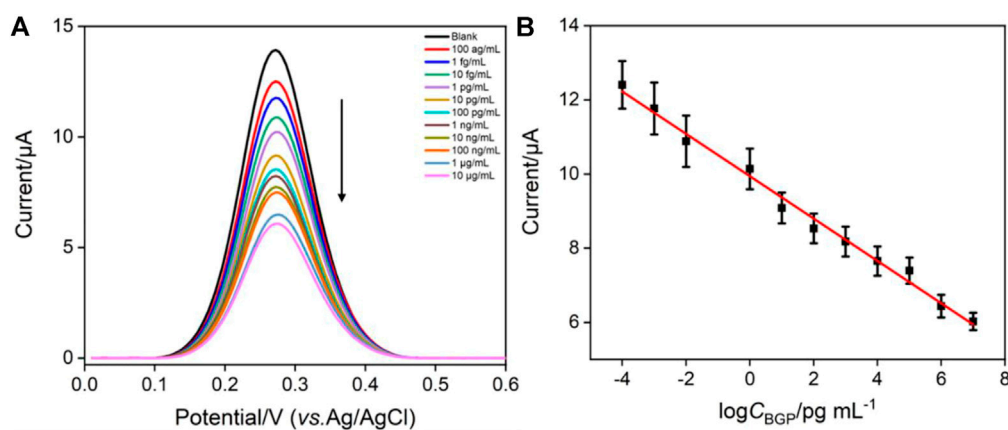 A
15
10
5
0
Current/µA
0.0 0.1 0.2 0.3 0.4 0.5 0.6
Potential/V (vs.Ag/AgCl)
Blank
100 ag/mL
1 fg/mL
10 fg/mL
1 pg/mL
10 pg/mL
100 pg/mL
1 ng/mL
10 ng/mL
100 ng/mL
1 µg/mL
10 µg/mL
B
14
12
10
8
6
Current/µA
-4 -2 0 2 4 6 8
logC_BGP/pg mL⁻¹